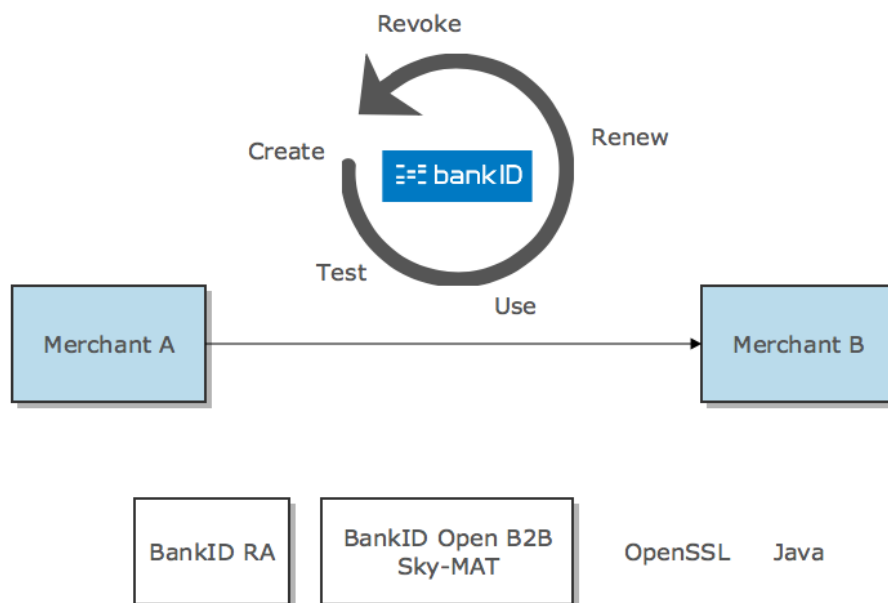 Revoke
Renew
Create
bankID
Test
Use
Merchant A
Merchant B
BankID RA
BankID Open B2B
Sky-MAT
OpenSSL
Java